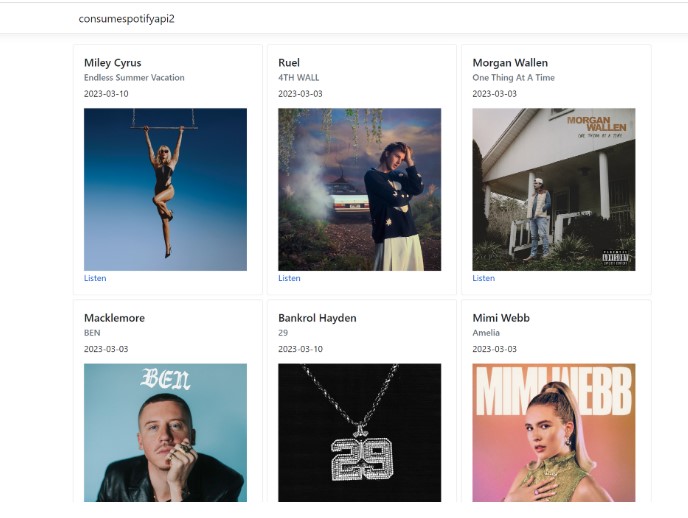 consumespotifyapi2
Miley Cyrus
Endless Summer Vacation
2023-03-10
Listen
Ruel
4TH WALL
2023-03-03
Listen
Morgan Wallen
One Thing At A Time
2023-03-03
MORGAN
WALLEN
ONE THING AT A TIME
PARENTAL
ADVISORY
EXPLICIT CONTENT
Listen
Macklemore
BEN
2023-03-03
BEN
Bankrol Hayden
29
2023-03-10
29
Mimi Webb
Amelia
2023-03-03
MIMI WEBB